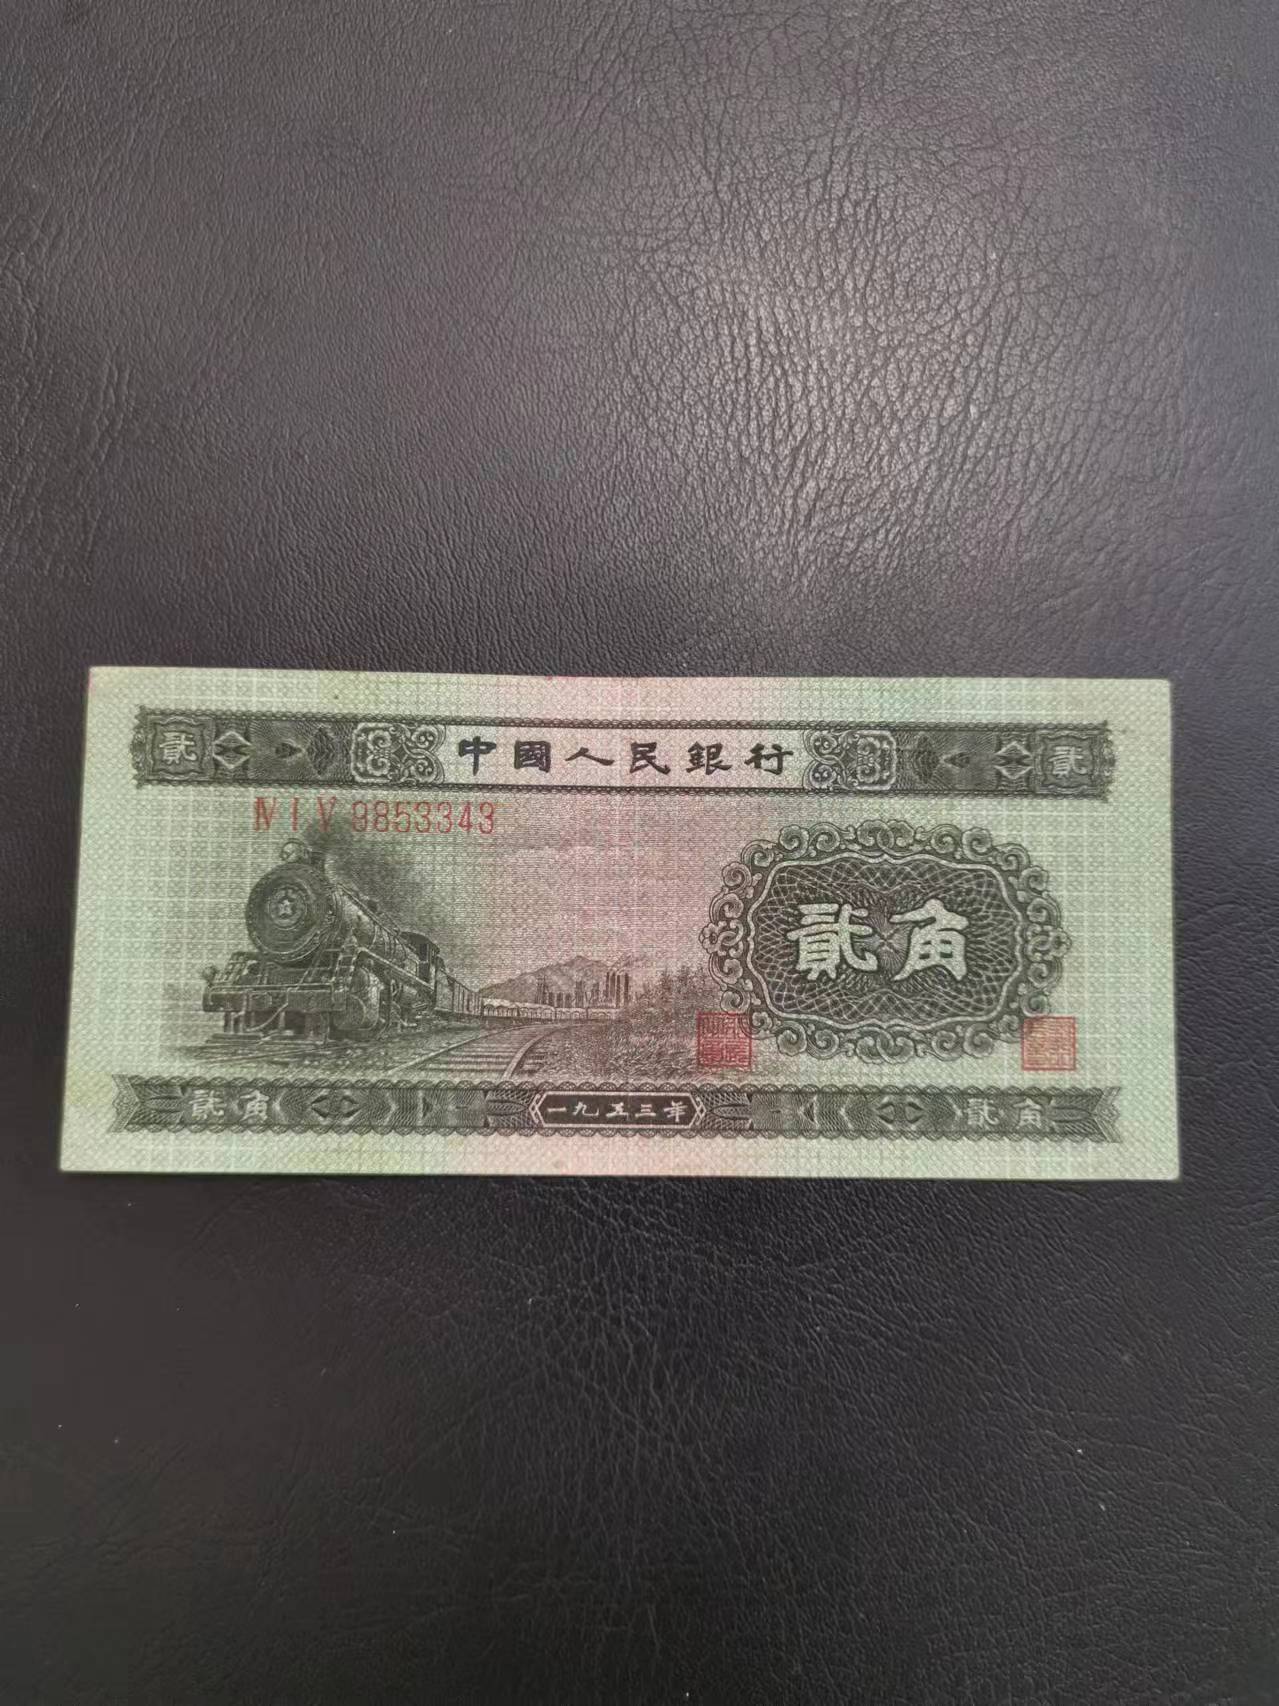 貳 中國人民銀行 貳
Ⅳ Ⅰ Ⅴ 9853343
貳角
貳角 一九五三年 貳角